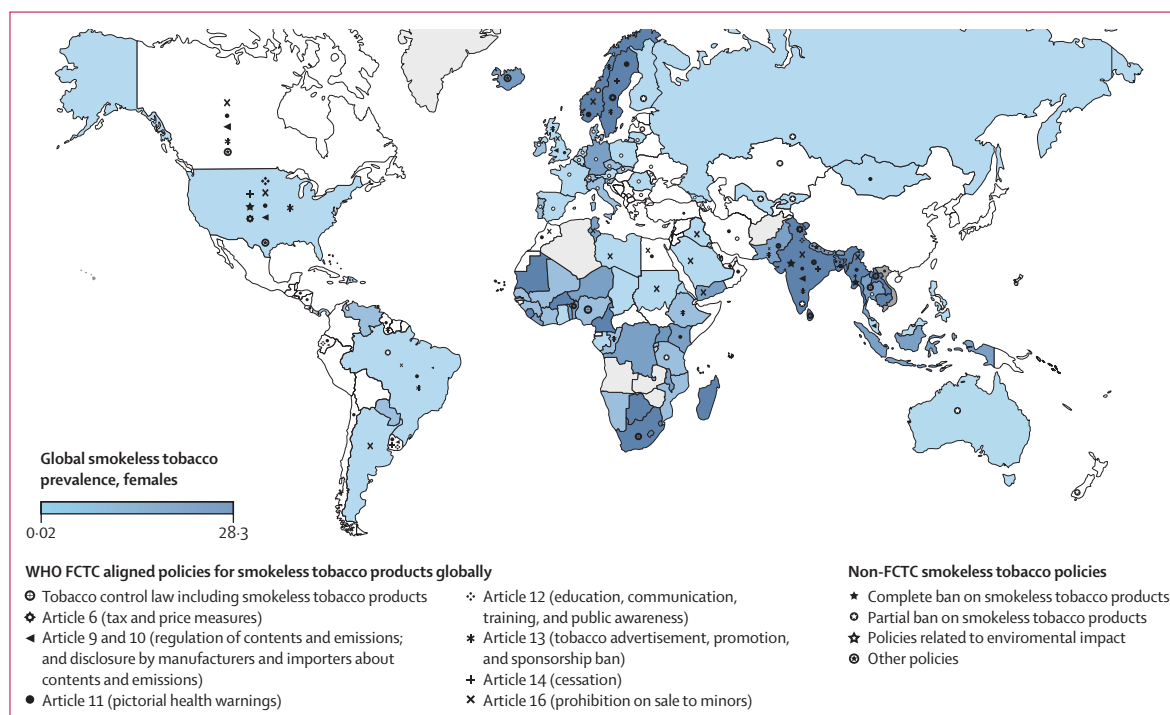 Global smokeless tobacco
prevalence, females
0·02
28·3
WHO FCTC aligned policies for smokeless tobacco products globally
Tobacco control law including smokeless tobacco products
Article 6 (tax and price measures)
Article 9 and 10 (regulation of contents and emissions;
and disclosure by manufacturers and importers about
contents and emissions)
Article 11 (pictorial health warnings)
Article 12 (education, communication,
training, and public awareness)
Article 13 (tobacco advertisement, promotion,
and sponsorship ban)
Article 14 (cessation)
Article 16 (prohibition on sale to minors)
Non-FCTC smokeless tobacco policies
Complete ban on smokeless tobacco products
Partial ban on smokeless tobacco products
Policies related to enviromental impact
Other policies